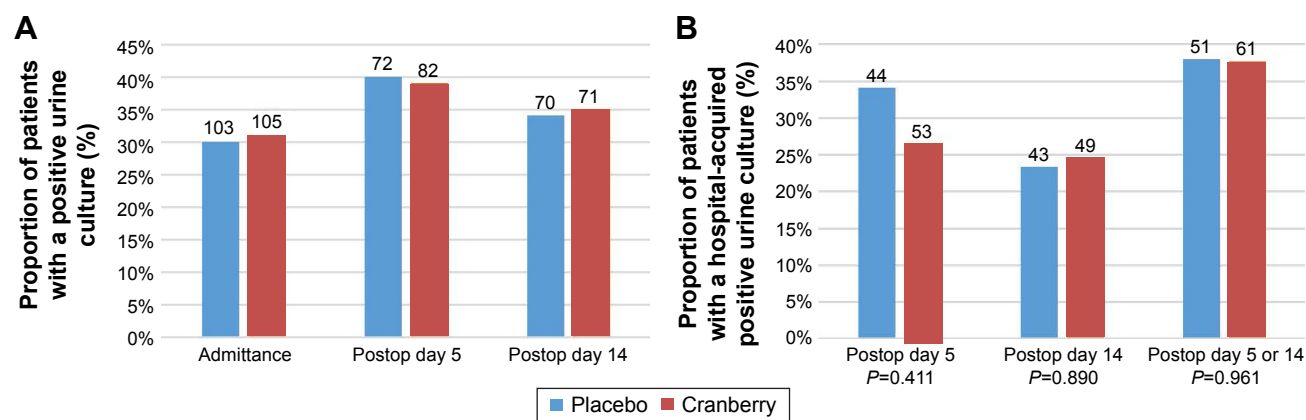 A
Proportion of patients
with a positive urine
culture (%)
45%
40%
35%
30%
25%
20%
15%
10%
5%
0%
103
105
72
82
70
71
Admittance
Postop day 5
Postop day 14
B
Proportion of patients
with a hospital-acquired
positive urine culture (%)
40%
35%
30%
25%
20%
15%
10%
5%
0%
44
53
43
49
51
61
Postop day 5
P=0.411
Postop day 14
P=0.890
Postop day 5 or 14
P=0.961
Placebo
Cranberry